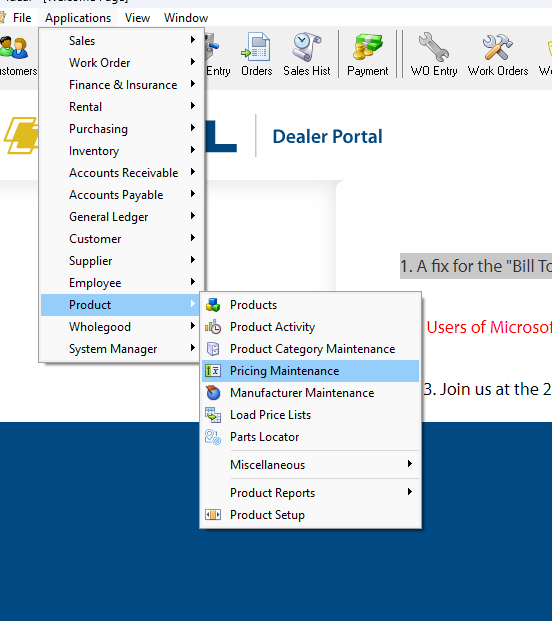 File Applications View Window
Sales
Work Order
Finance & Insurance
Rental
Purchasing
Inventory
Accounts Receivable
Accounts Payable
General Ledger
Customer
Supplier
Employee
Product
Wholegood
System Manager
Entry Orders Sales Hist Payment WO Entry Work Orders
L
Dealer Portal
1. A fix for the "Bill To
Users of Microsof
3. Join us at the 2
Products
Product Activity
Product Category Maintenance
Pricing Maintenance
Manufacturer Maintenance
Load Price Lists
Parts Locator
Miscellaneous
Product Reports
Product Setup